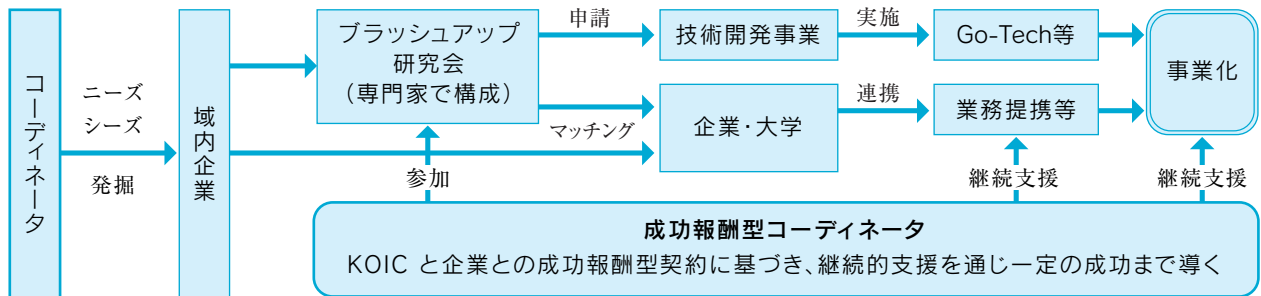 コーディネータ
ニーズ
シーズ
発掘
域内企業
ブラッシュアップ
研究会
（専門家で構成）
申請
技術開発事業
実施
Go-Tech等
事業化
マッチング
企業・大学
連携
業務提携等
参加
継続支援
継続支援
成功報酬型コーディネータ
KOIC と企業との成功報酬型契約に基づき、継続的支援を通じ一定の成功まで導く